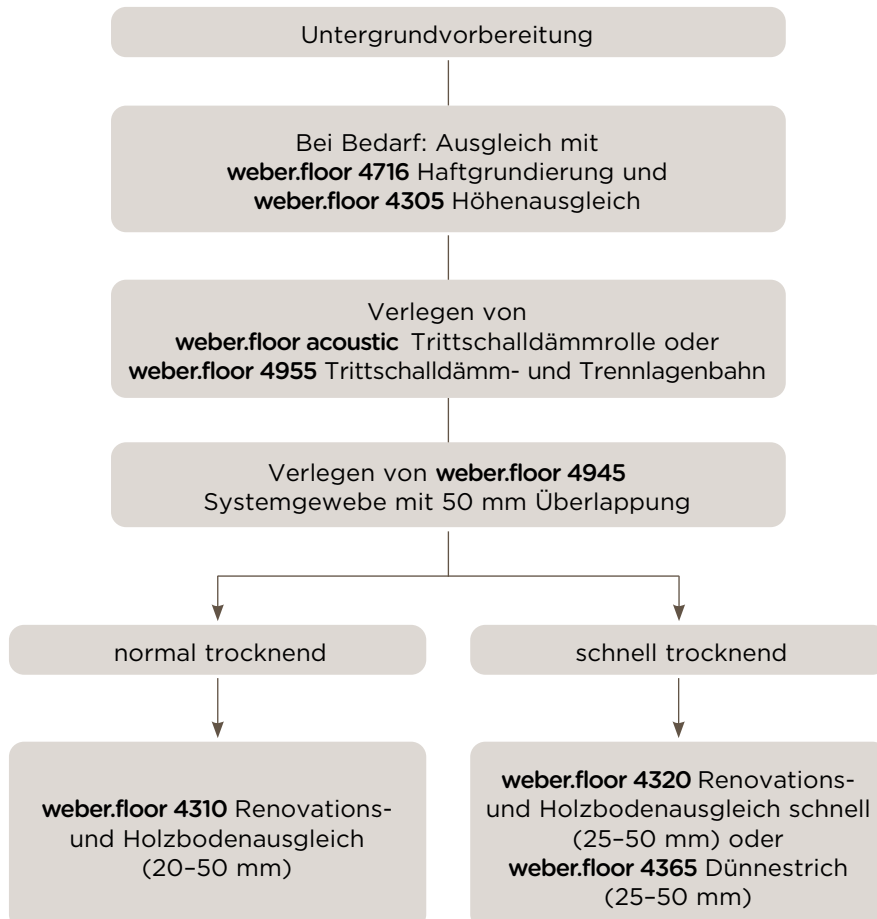 Untergrundvorbereitung
Bei Bedarf: Ausgleich mit
weber.floor 4716 Haftgrundierung und
weber.floor 4305 Höhenausgleich
Verlegen von
weber.floor acoustic Trittschalldämmrolle oder
weber.floor 4955 Trittschalldämm- und Trennlagenbahn
Verlegen von weber.floor 4945
Systemgewebe mit 50 mm Überlappung
normal trocknend
schnell trocknend
weber.floor 4310 Renovations-
und Holzbodenausgleich
(20–50 mm)
weber.floor 4320 Renovations-
und Holzbodenausgleich schnell
(25–50 mm) oder
weber.floor 4365 Dünnestrich
(25–50 mm)